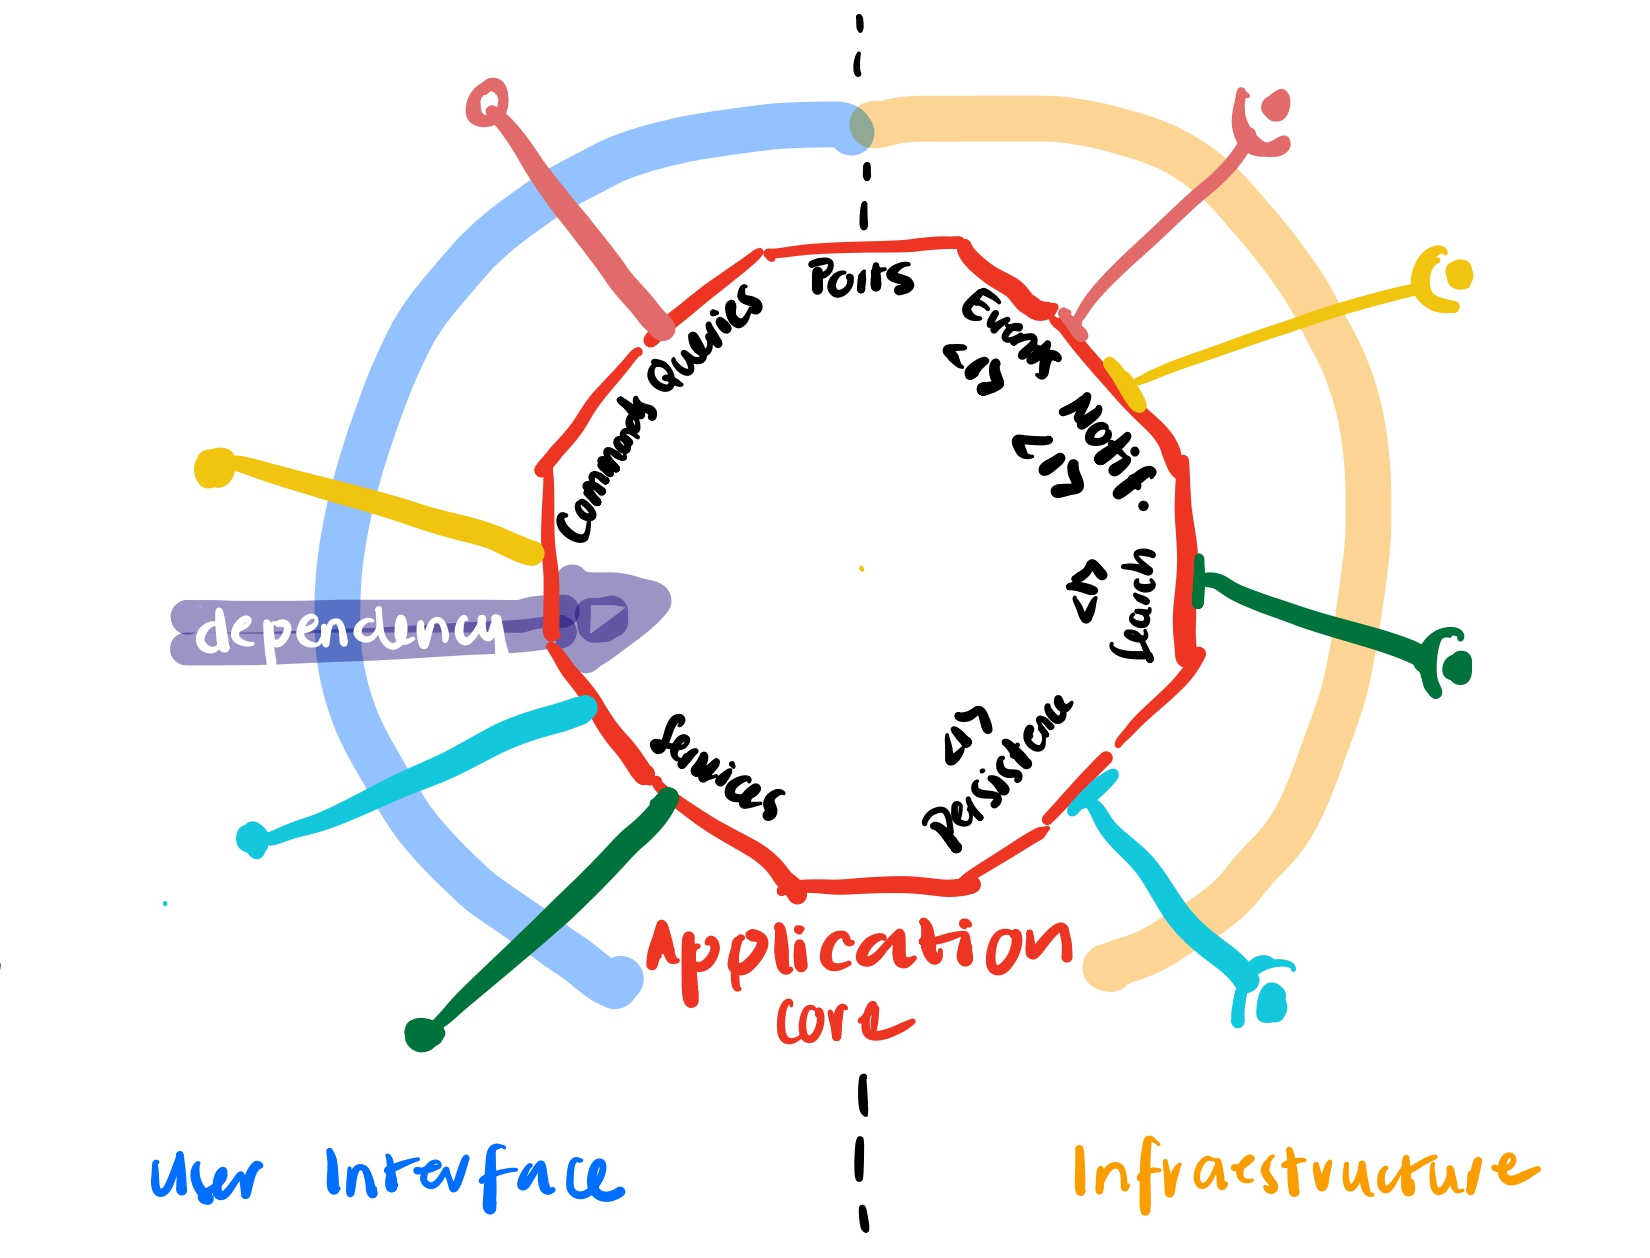 Ports
Queries
Commands
Events
<I>
Notif.
<I>
Search
<I>
dependency
Services
<I>
Persistence
Application
core
User Interface
Infraestructure